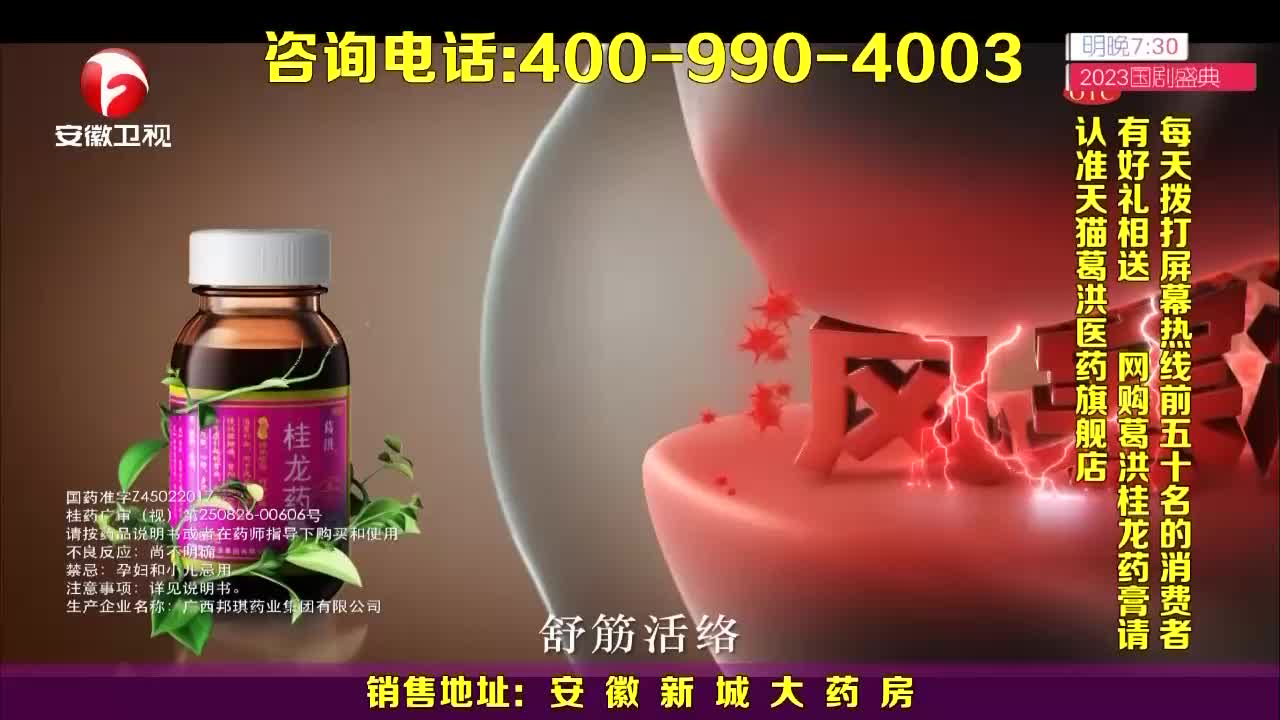 咨询电话:400-990-4003
明晚7:30
2023国剧盛典
OTC
安徽卫视
每天拨打屏幕热线前五十名的消费者
有好礼相送 网购葛洪桂龙药膏请
认准天猫葛洪医药旗舰店
风
桂龙药
国药准字Z45022017
桂药广审（视）第250826-00606号
请按药品说明书或者在药师指导下购买和使用
不良反应：尚不明确
禁忌：孕妇和小儿忌用
注意事项：详见说明书。
生产企业名称：广西邦琪药业集团有限公司
舒筋活络
销售地址：安徽新城大药房